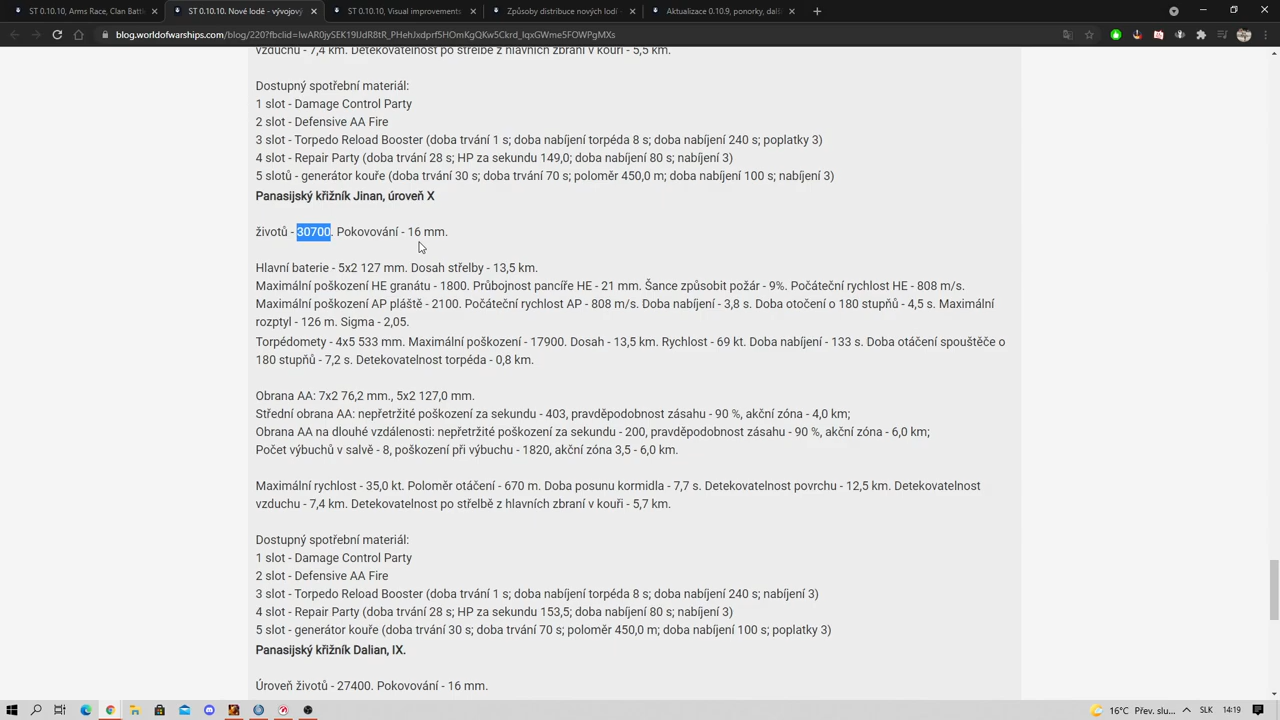 ST 0.10.10, Arms Race, Clan Battl
ST 0.10.10. Nové lodě - vývojový
ST 0.10.10, improvements
Způsoby distribuce nových lodí
Aktualizace 0.10.9, ponorky, dalš
blog.worldofwarships.com/blog/220?fbclid=IwAR0jySEK19UdR8tR_PHehJxdprf5HOmKgQKw5Ckrd_IqxGWme5FOWPgMXs
vzduchu - 7,4 km. Detekovatelnost po střelbě z hlavních zbraní v kouři - 5,5 km.
Dostupný spotřební materiál:
1 slot - Damage Control Party
2 slot - Defensive AA Fire
3 slot - Torpedo Reload Booster (doba trvání 1 s; doba nabíjení torpéda 8 s; doba nabíjení 240 s; poplatky 3)
4 slot - Repair Party (doba trvání 28 s; HP za sekundu 149,0; doba nabíjení 80 s; nabíjení 3)
5 slotů - generátor kouře (doba trvání 30 s; doba trvání 70 s; poloměr 450,0 m; doba nabíjení 100 s; nabíjení 3)
Panasijský křižník Jinan, úroveň X
životů - 30700. Pokovování - 16 mm.
Hlavní baterie - 5x2 127 mm. Dosah střelby - 13,5 km.
Maximální poškození HE granátu - 1800. Průbojnost pancíře HE - 21 mm. Šance způsobit požár - 9%. Počáteční rychlost HE - 808 m/s.
Maximální poškození AP pláště - 2100. Počáteční rychlost AP - 808 m/s. Doba nabíjení - 3,8 s. Doba otočení o 180 stupňů - 4,5 s. Maximální
rozptyl - 126 m. Sigma - 2,05.
Torpédomety - 4x5 533 mm. Maximální poškození - 17900. Dosah - 13,5 km. Rychlost - 69 kt. Doba nabíjení - 133 s. Doba otáčení spouštěče o
180 stupňů - 7,2 s. Detekovatelnost torpéda - 0,8 km.
Obrana AA: 7x2 76,2 mm., 5x2 127,0 mm.
Střední obrana AA: nepřetržité poškození za sekundu - 403, pravděpodobnost zásahu - 90 %, akční zóna - 4,0 km;
Obrana AA na dlouhé vzdálenosti: nepřetržité poškození za sekundu - 200, pravděpodobnost zásahu - 90 %, akční zóna - 6,0 km;
Počet výbuchů v salvě - 8, poškození při výbuchu - 1820, akční zóna 3,5 - 6,0 km.
Maximální rychlost - 35,0 kt. Poloměr otáčení - 670 m. Doba posunu kormidla - 7,7 s. Detekovatelnost povrchu - 12,5 km. Detekovatelnost
vzduchu - 7,4 km. Detekovatelnost po střelbě z hlavních zbraní v kouři - 5,7 km.
Dostupný spotřební materiál:
1 slot - Damage Control Party
2 slot - Defensive AA Fire
3 slot - Torpedo Reload Booster (doba trvání 1 s; doba nabíjení torpéda 8 s; doba nabíjení 240 s; nabíjení 3)
4 slot - Repair Party (doba trvání 28 s; HP za sekundu 153,5; doba nabíjení 80 s; nabíjení 3)
5 slot - generátor kouře (doba trvání 30 s; doba trvání 70 s; poloměr 450,0 m; doba nabíjení 100 s; poplatky 3)
Panasijský křižník Dalian, IX.
Úroveň životů - 27400. Pokovování - 16 mm.
16°C Přev. slu... SLK 14:19